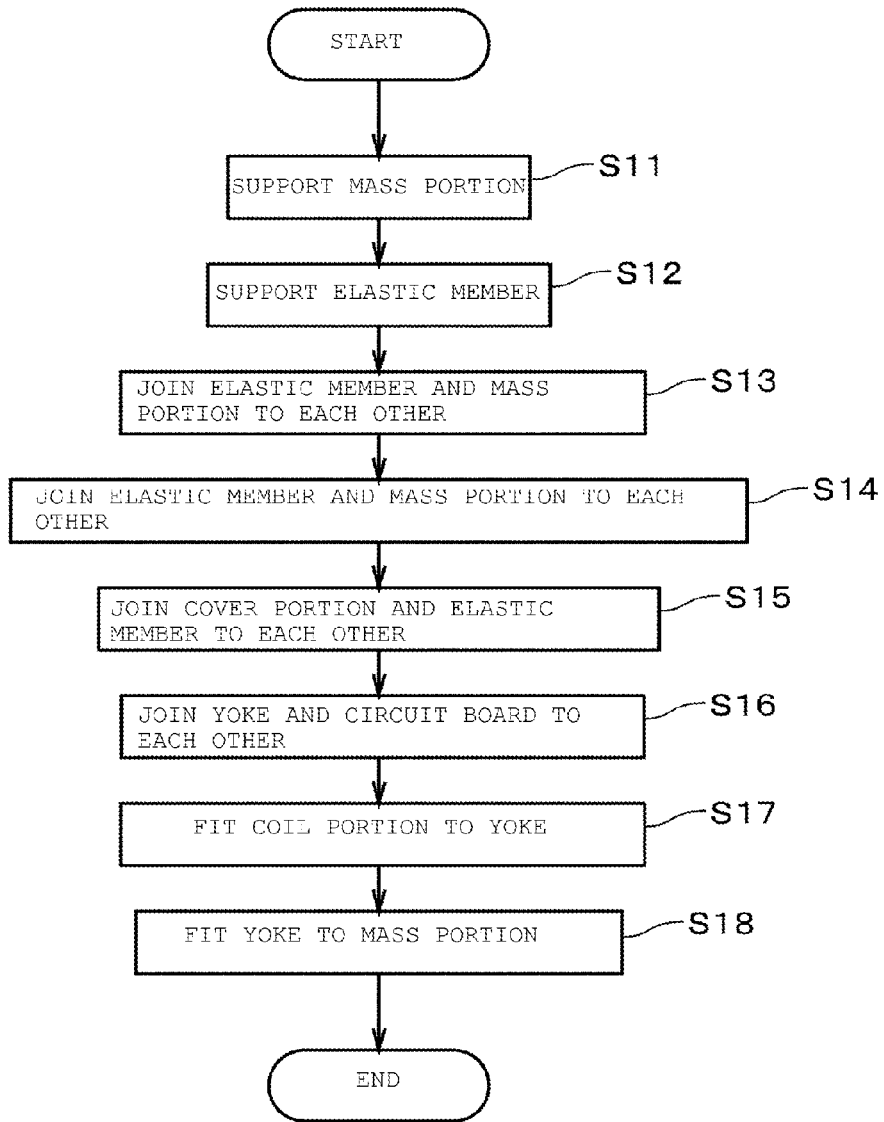 START
S11
SUPPORT MASS PORTION
S12
SUPPORT ELASTIC MEMBER
S13
JOIN ELASTIC MEMBER AND MASS
PORTION TO EACH OTHER
S14
JOIN ELASTIC MEMBER AND MASS PORTION TO EACH
OTHER
S15
JOIN COVER PORTION AND ELASTIC
MEMBER TO EACH OTHER
S16
JOIN YOKE AND CIRCUIT BOARD TO
EACH OTHER
S17
FIT COIL PORTION TO YOKE
S18
FIT YOKE TO MASS PORTION
END